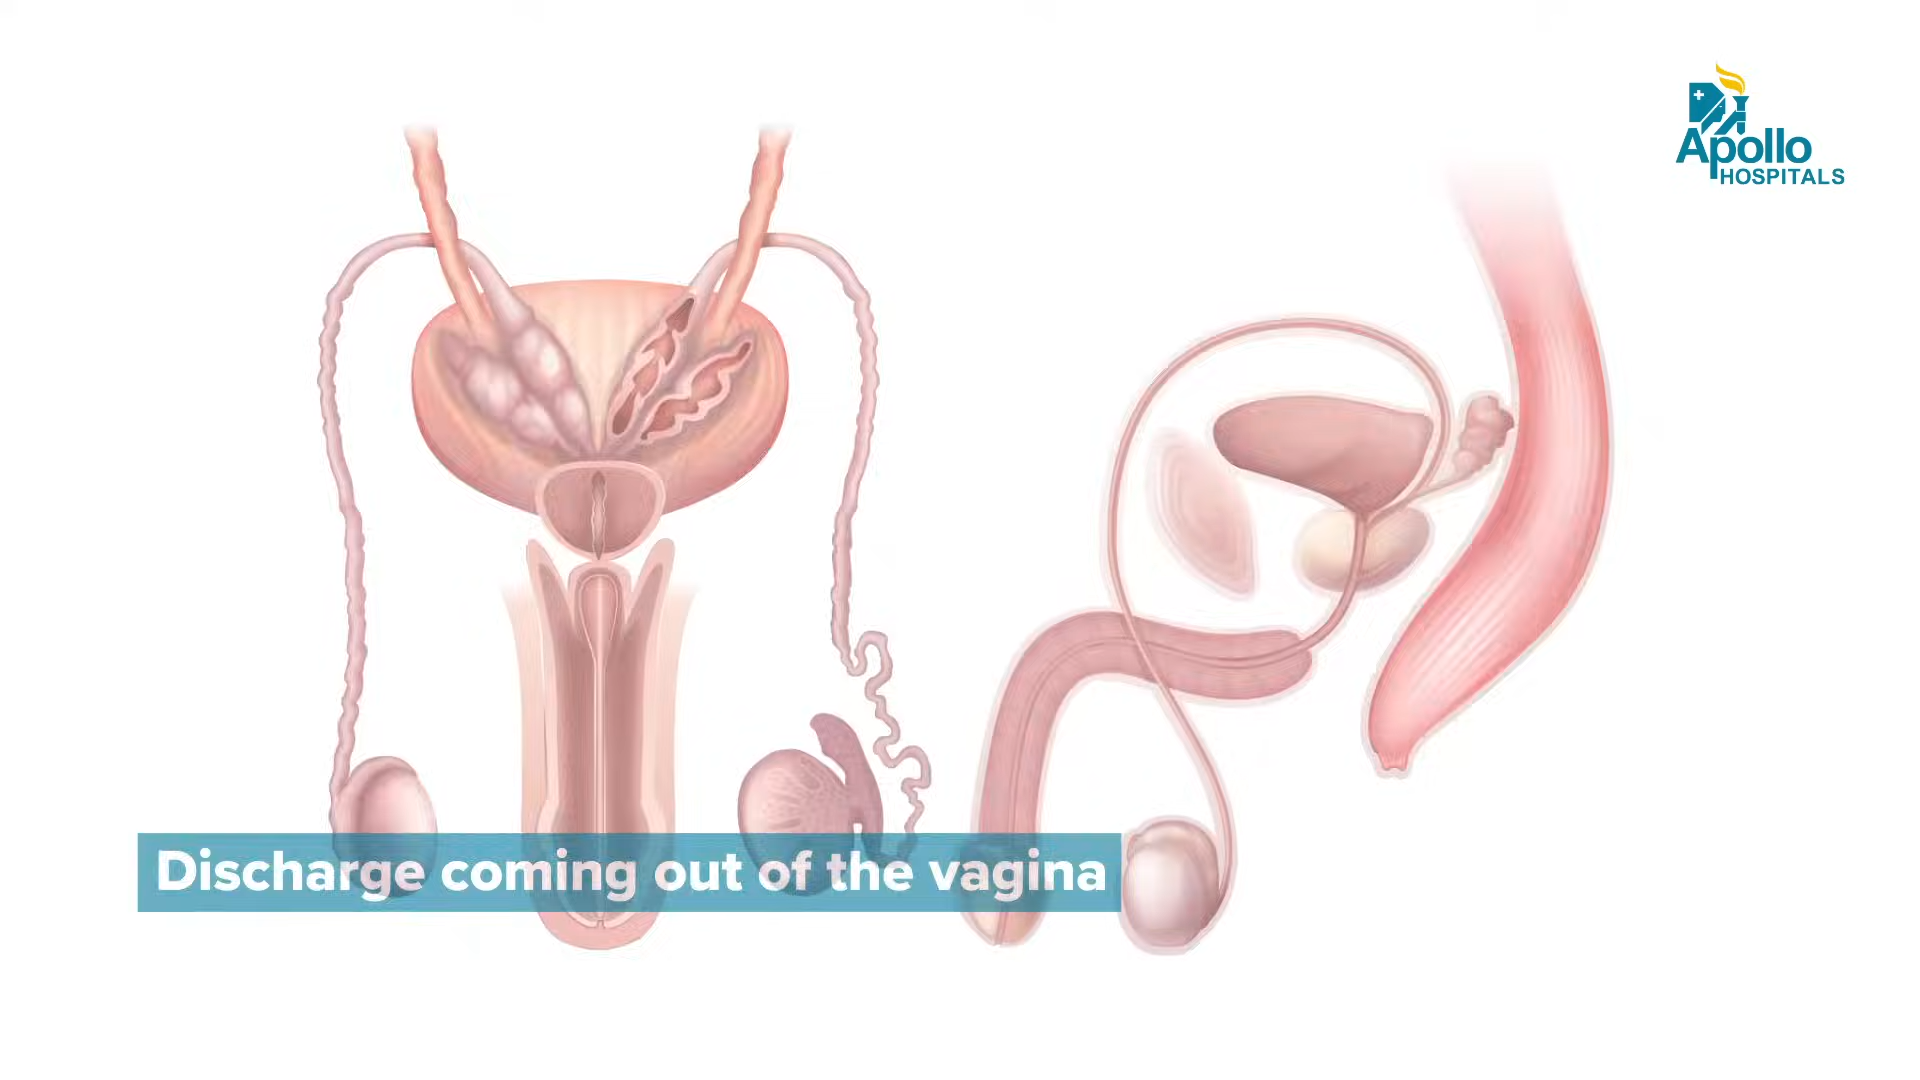 Apollo
HOSPITALS
Discharge coming out of the vagina